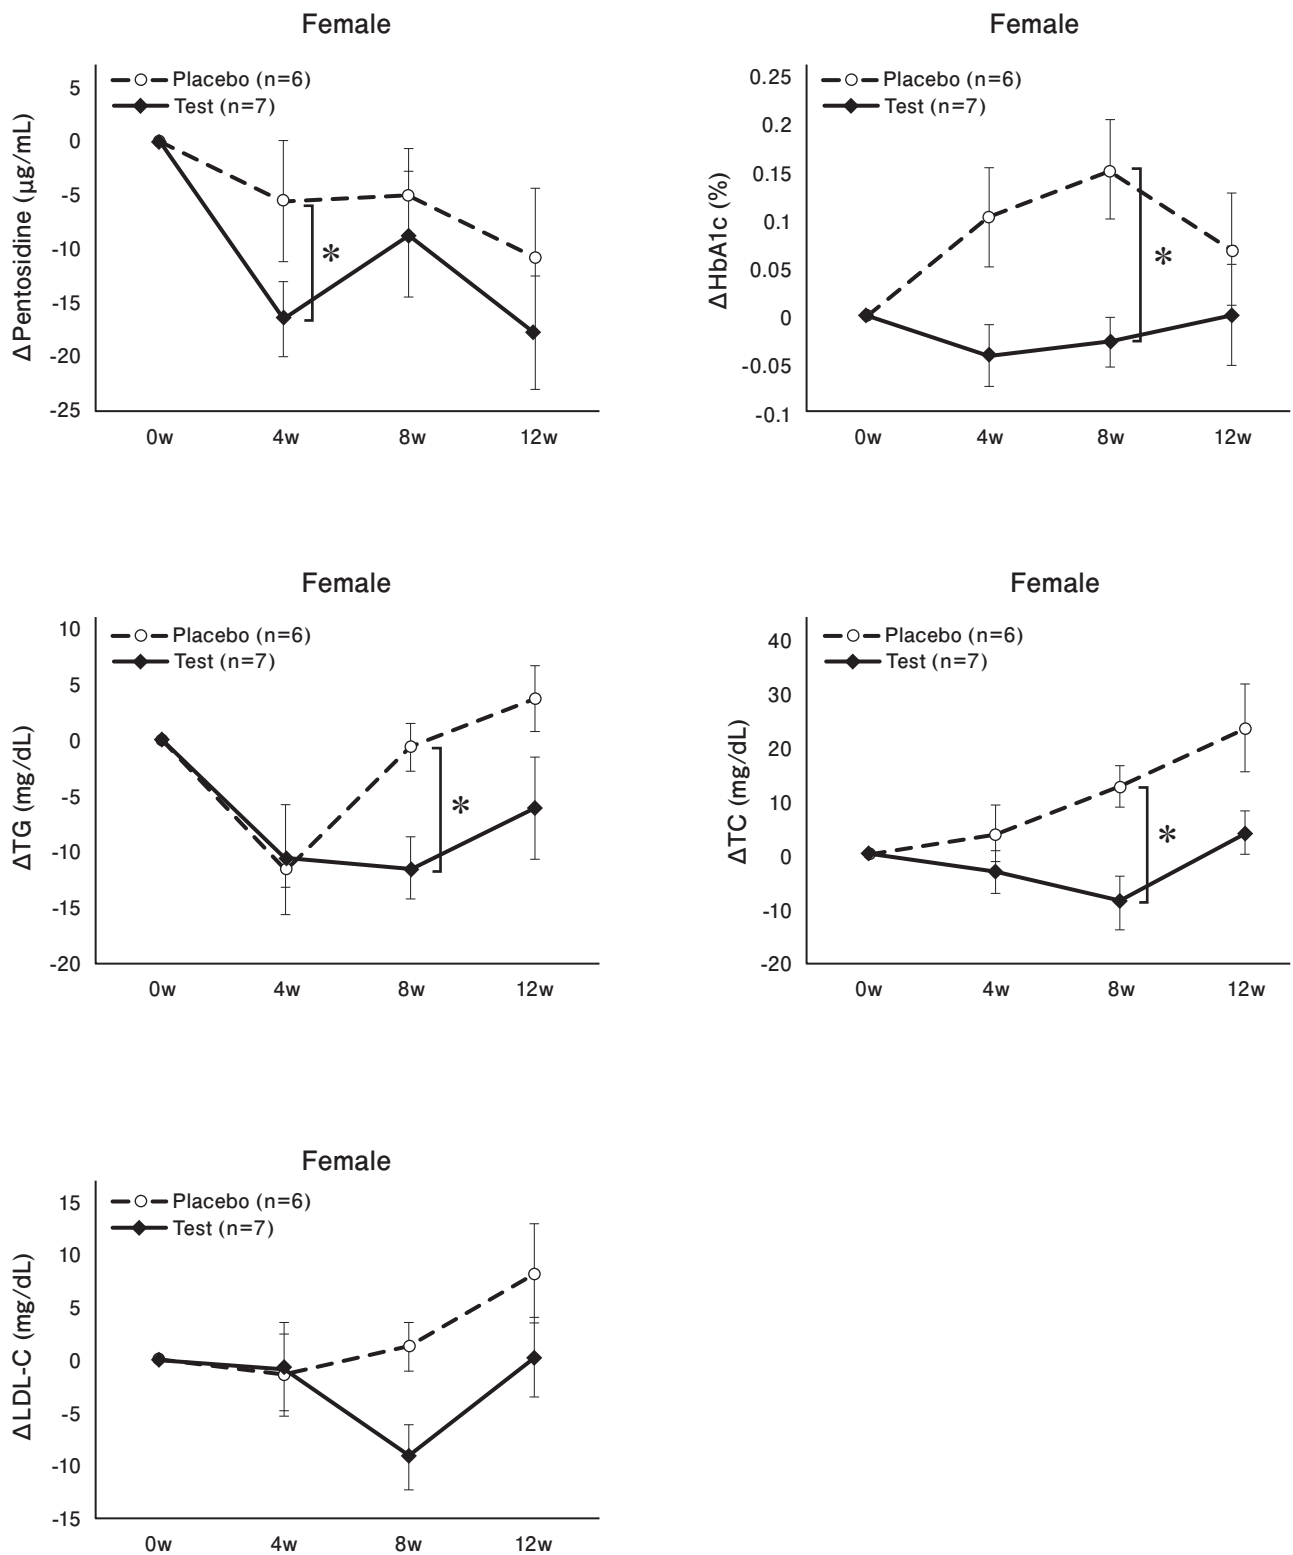 Female
Placebo (n=6)
Test (n=7)
ΔPentosidine (μg/mL)
5
0
-5
-10
-15
-20
-25
0w 4w 8w 12w
*
Female
Placebo (n=6)
Test (n=7)
ΔHbA1c (%)
0.25
0.2
0.15
0.1
0.05
0
-0.05
-0.1
0w 4w 8w 12w
*
Female
Placebo (n=6)
Test (n=7)
ΔTG (mg/dL)
10
5
0
-5
-10
-15
-20
0w 4w 8w 12w
*
Female
Placebo (n=6)
Test (n=7)
ΔTC (mg/dL)
40
30
20
10
0
-10
-20
0w 4w 8w 12w
*
Female
Placebo (n=6)
Test (n=7)
ΔLDL-C (mg/dL)
15
10
5
0
-5
-10
-15
0w 4w 8w 12w